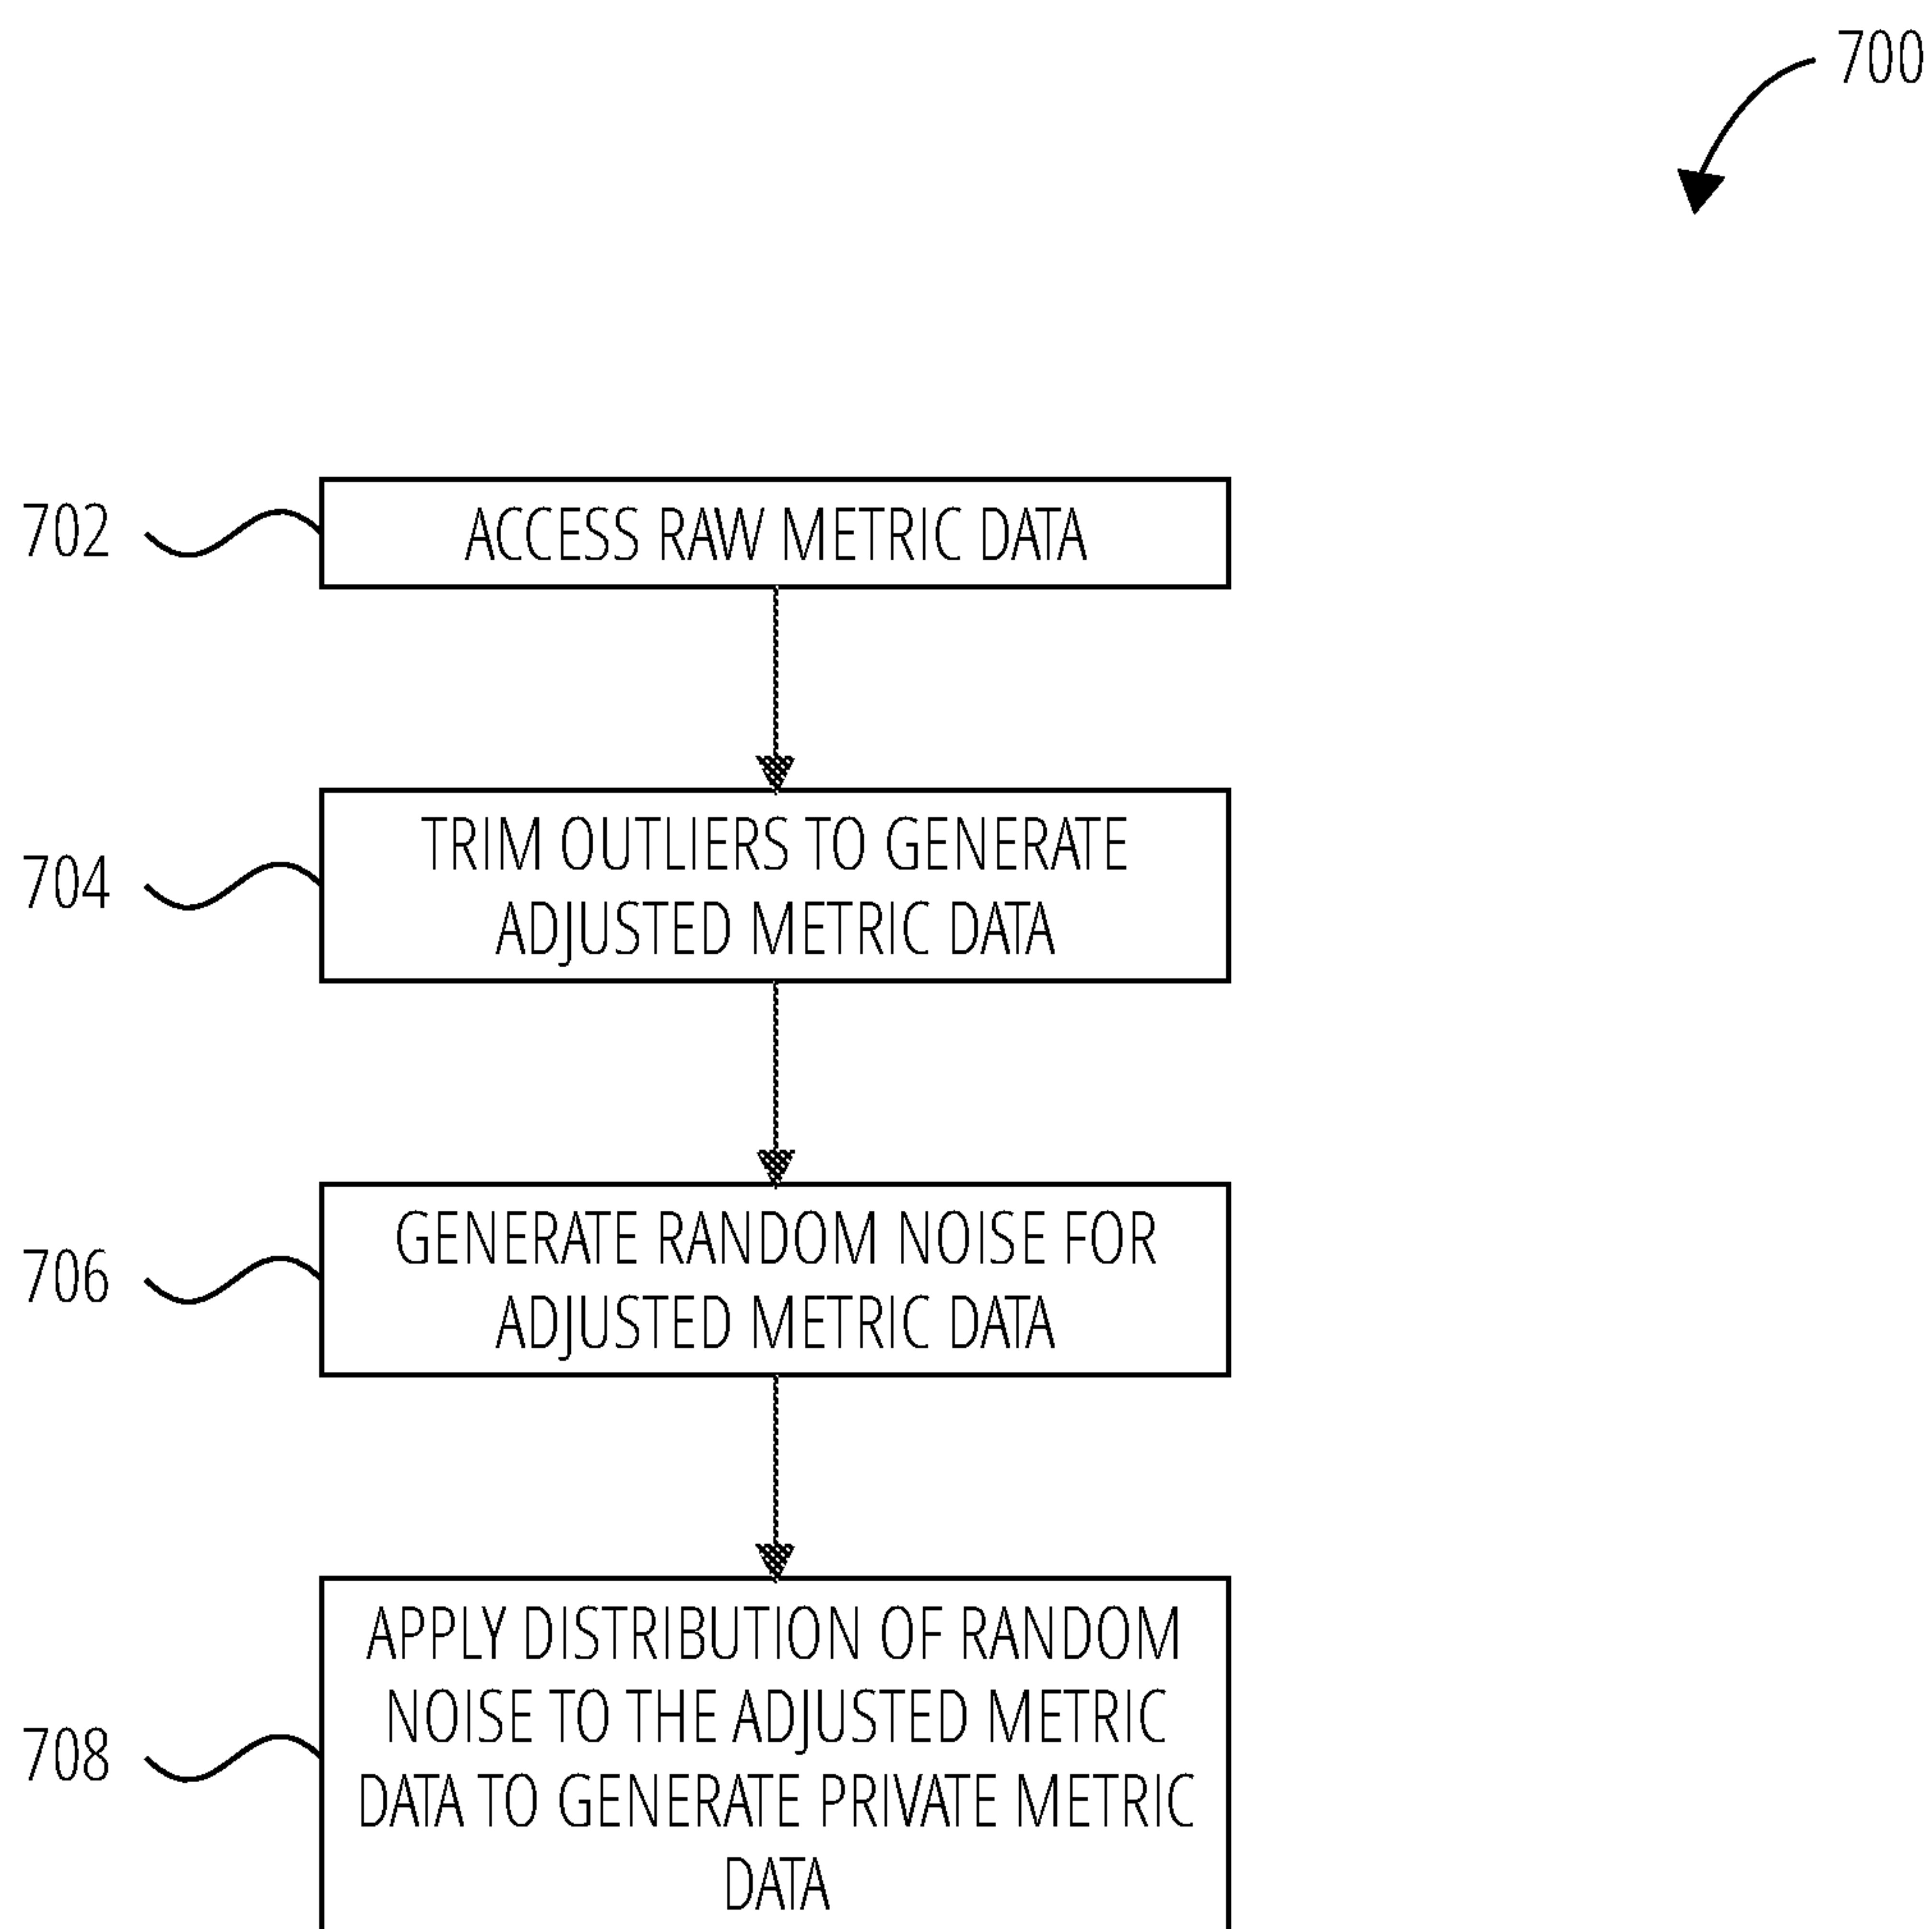 700
702
ACCESS RAW METRIC DATA
704
TRIM OUTLIERS TO GENERATE
ADJUSTED METRIC DATA
706
GENERATE RANDOM NOISE FOR
ADJUSTED METRIC DATA
708
APPLY DISTRIBUTION OF RANDOM
NOISE TO THE ADJUSTED METRIC
DATA TO GENERATE PRIVATE METRIC
DATA